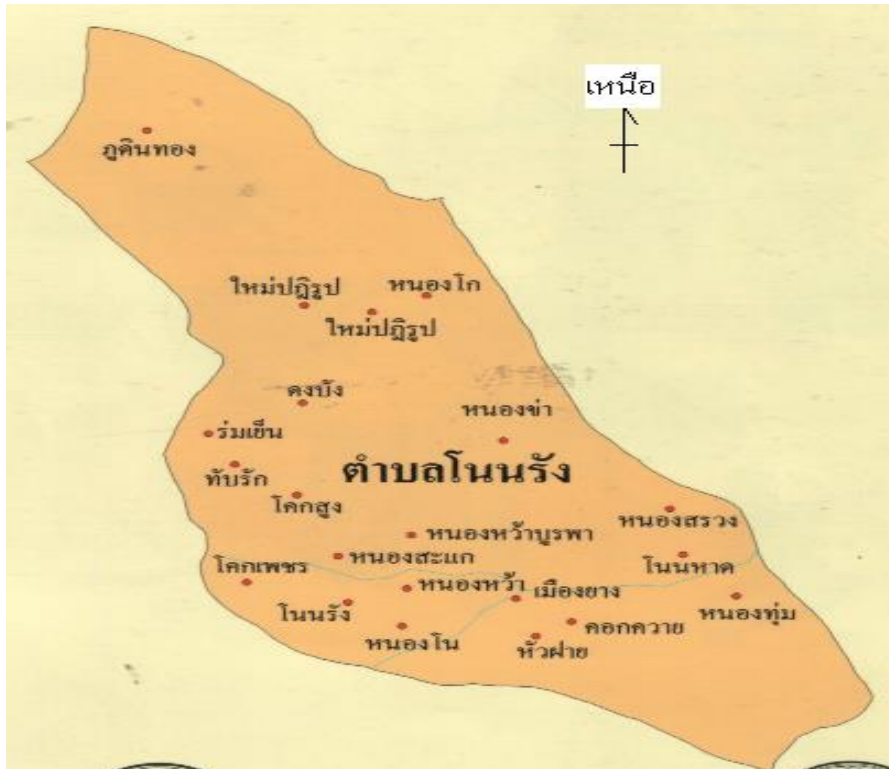 เหนือ
ภูดินทอง
ใหม่ปฏิรูป
หนองโก
ใหม่ปฏิรูป
ดงบัง
หนองข่า
ร่มเย็น
ตำบลโนนรัง
ทับรัก
โคกสูง
หนองสรวง
หนองหว้าบูรพา
หนองสะแก
โคกเพชร
โนนหาด
หนองหว้า
เมืองยาง
หนองทุ่ม
โนนรัง
คอกควาย
หนองโน
หัวฝาย